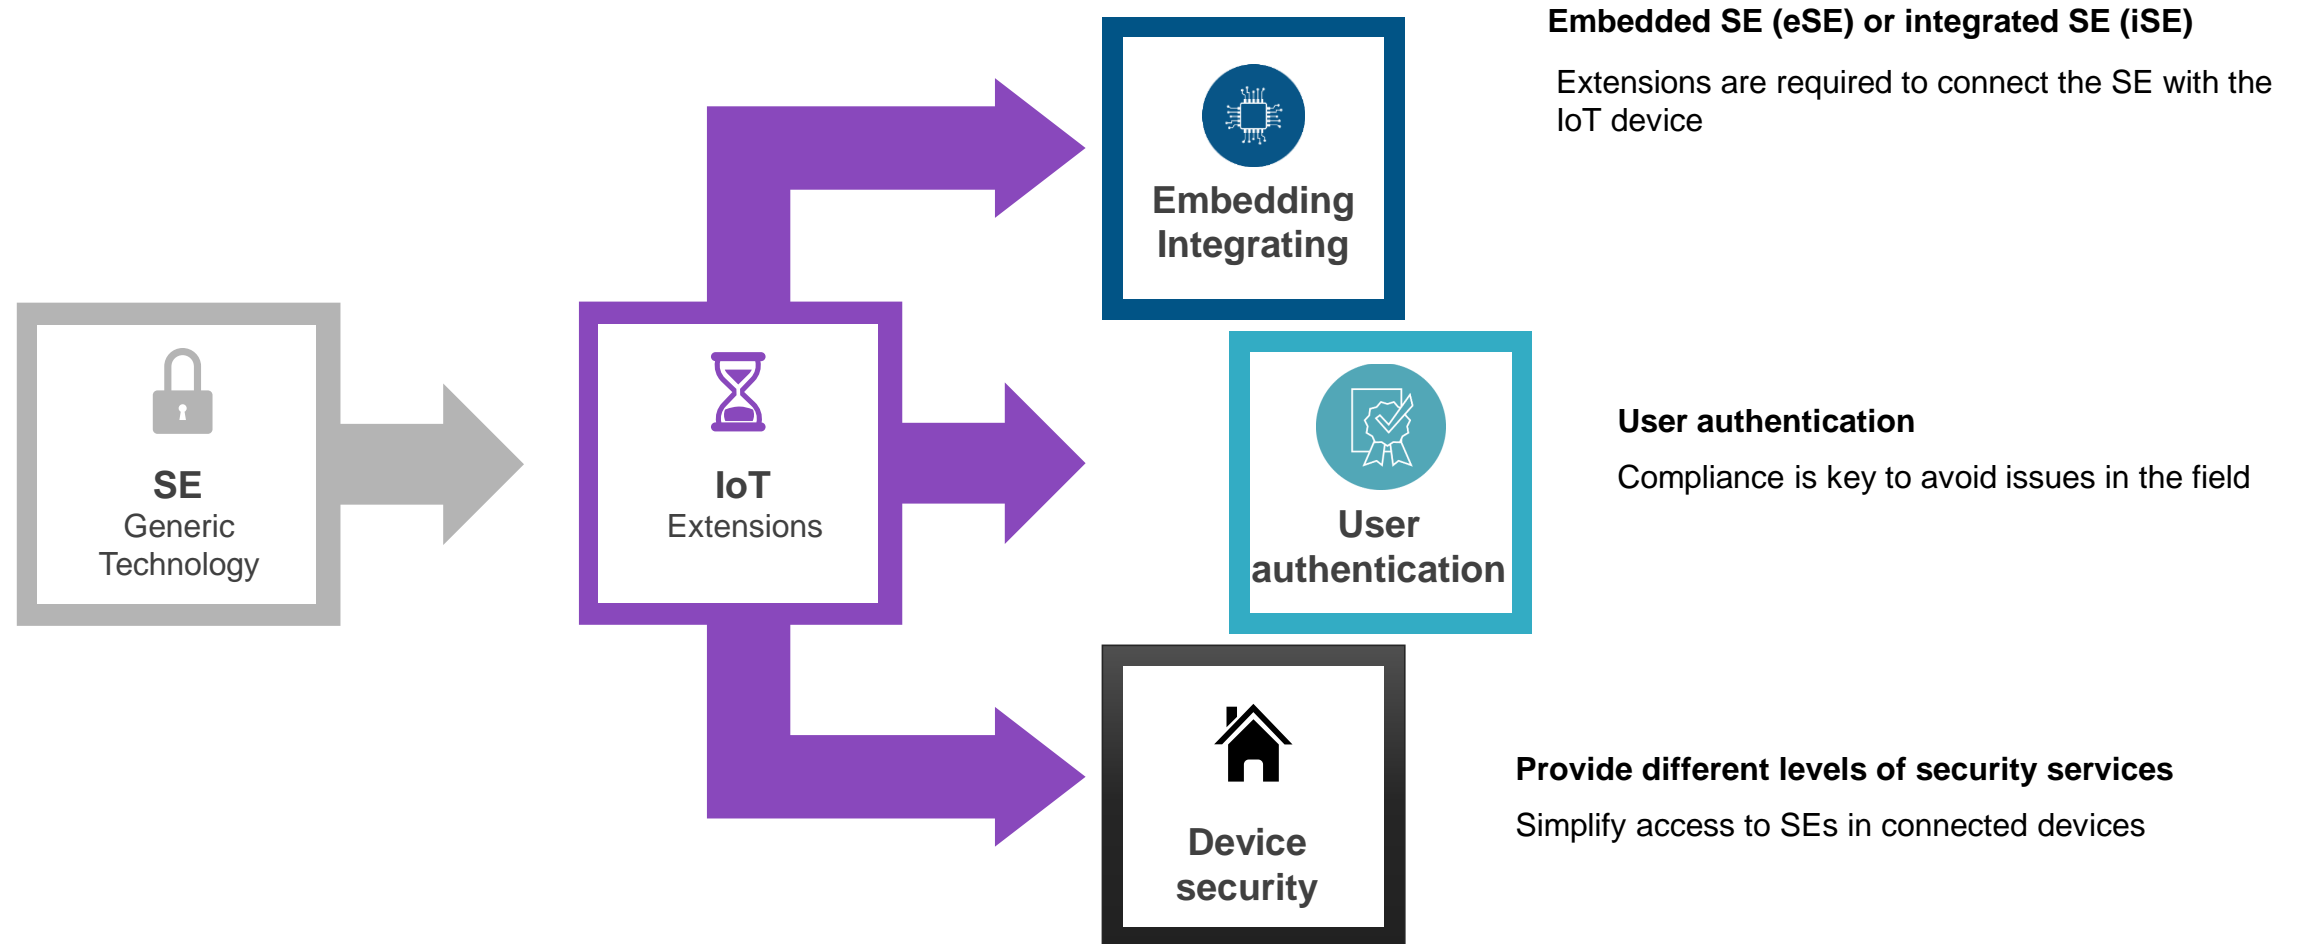 Embedded SE (eSE) or integrated SE (iSE)
Extensions are required to connect the SE with the
IoT device
Embedding
Integrating
SE
Generic
Technology
IoT
Extensions
User
authentication
User authentication
Compliance is key to avoid issues in the field
Device
security
Provide different levels of security services
Simplify access to SEs in connected devices